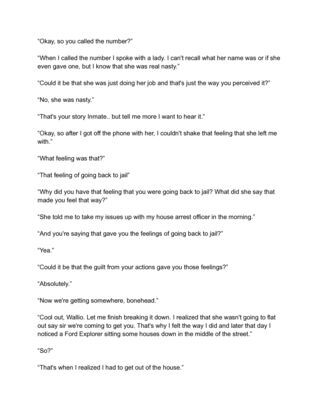 “Okay, so you called the number?”
“When I called the number I spoke with a lady. I can't recall what her name was or if she
even gave one, but I know that she was real nasty.”
“Could it be that she was just doing her job and that's just the way you perceived it?”
“No, she was nasty.”
“That's your story Inmate.. but tell me more I want to hear it.”
“Okay, so after I got off the phone with her, I couldn't shake that feeling that she left me
with.”
“What feeling was that?”
“That feeling of going back to jail”
“Why did you have that feeling that you were going back to jail? What did she say that
made you feel that way?”
“She told me to take my issues up with my house arrest officer in the morning.”
“And you're saying that gave you the feelings of going back to jail?”
“Yea.”
“Could it be that the guilt from your actions gave you those feelings?”
“Absolutely.”
“Now we're getting somewhere, bonehead.”
“Cool out, Wallio. Let me finish breaking it down. I realized that she wasn't going to flat
out say sir we're coming to get you. That's why I felt the way I did and later that day I
noticed a Ford Explorer sitting some houses down in the middle of the street.”
“So?”
“That's when I realized I had to get out of the house.”